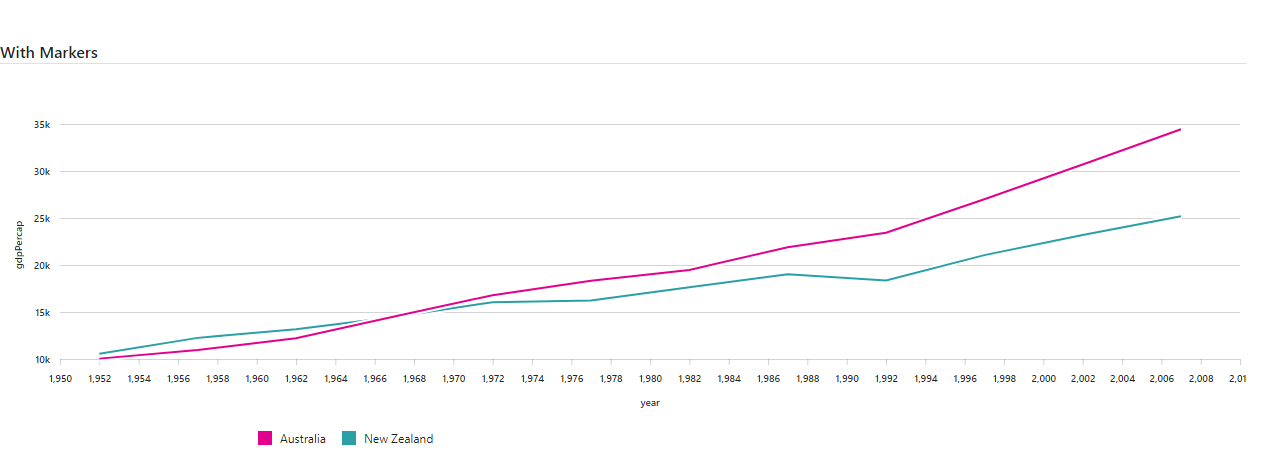 With Markers
35k
30k
25k
20k
15k
10k
gdpPercap
1,950 1,952 1,954 1,956 1,958 1,960 1,962 1,964 1,966 1,968 1,970 1,972 1,974 1,976 1,978 1,980 1,982 1,984 1,986 1,988 1,990 1,992 1,994 1,996 1,998 2,000 2,002 2,004 2,006 2,008 2,01
year
Australia New Zealand